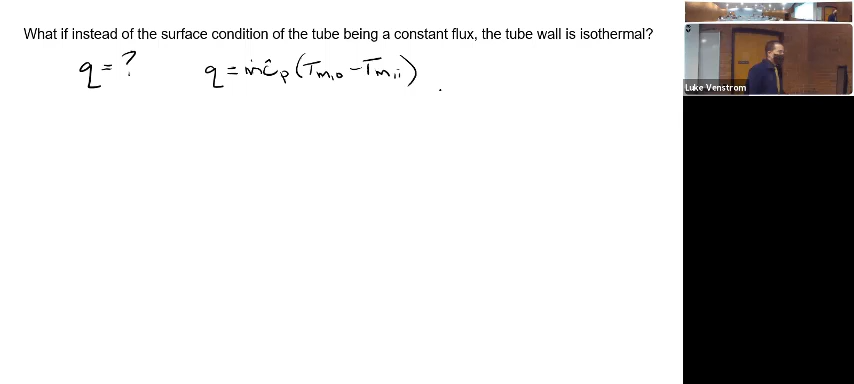 What if instead of the surface condition of the tube being a constant flux, the tube wall is isothermal?
q = ? q = ṁĉp (Tm,o - Tm,i)
Luke Venstrom